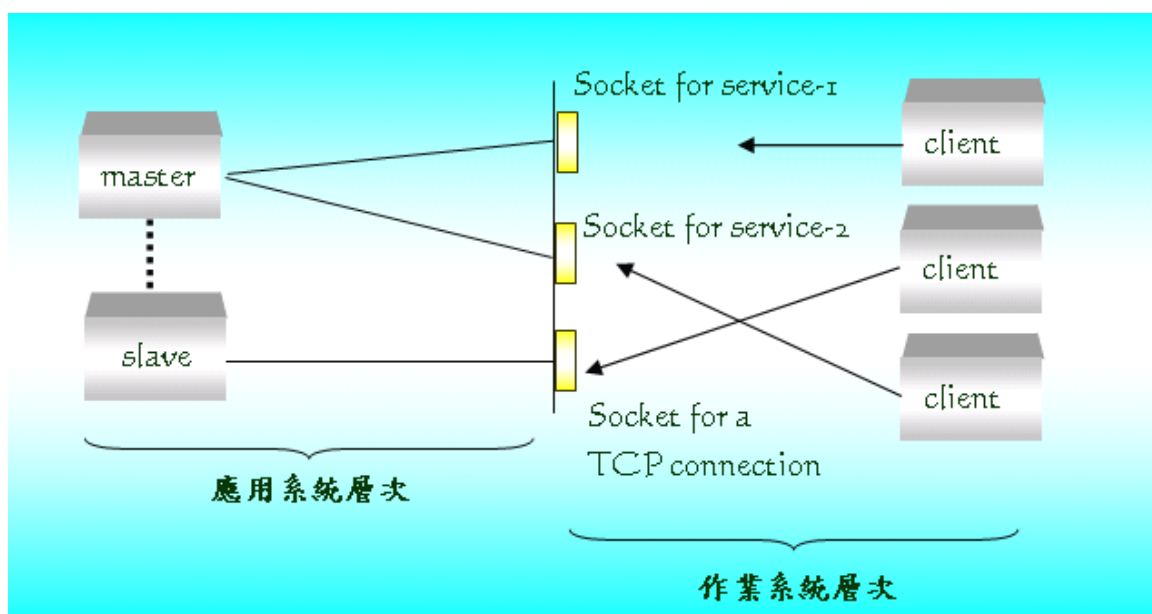 Socket for service-1
master
client
Socket for service-2
client
slave
client
Socket for a
TCP connection
應用系統層次
作業系統層次